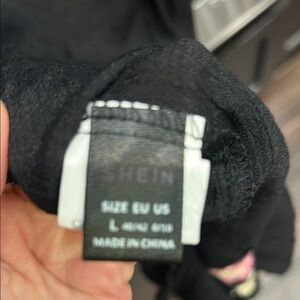 SHEIN
SIZE EU US
L 40/42 8/10
MADE IN CHINA